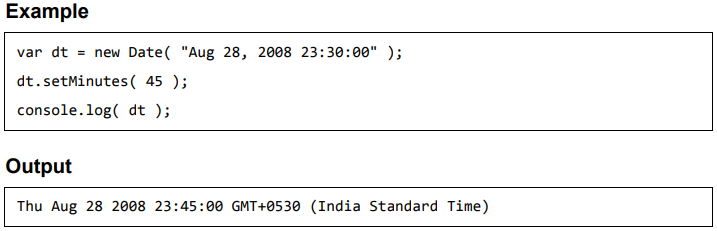 Example
var dt = new Date( "Aug 28, 2008 23:30:00" );
dt.setMinutes( 45 );
console.log( dt );
Output
Thu Aug 28 2008 23:45:00 GMT+0530 (India Standard Time)